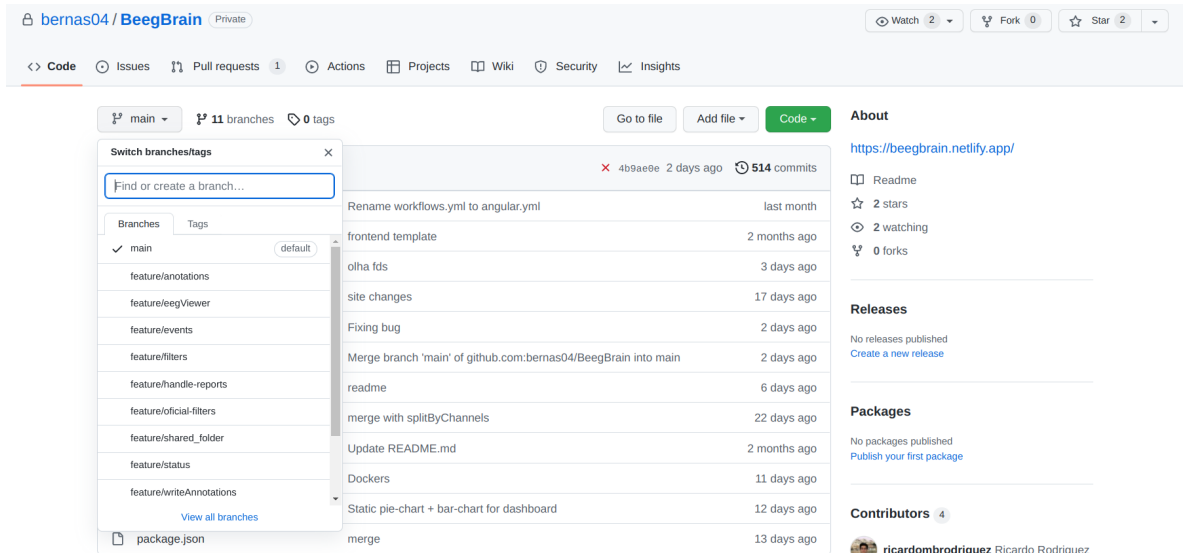 bernas04 / BeegBrain Private
Watch 2
Fork 0
Star 2
Code
Issues
Pull requests 1
Actions
Projects
Wiki
Security
Insights
main
11 branches
0 tags
Go to file
Add file
Code
Switch branches/tags
Find or create a branch…
Branches
Tags
main default
feature/anotations
feature/eegViewer
feature/events
feature/filters
feature/handle-reports
feature/oficial-filters
feature/shared_folder
feature/status
feature/writeAnnotations
View all branches
4b9ae0e 2 days ago 514 commits
Rename workflows.yml to angular.yml last month
frontend template 2 months ago
olha fds 3 days ago
site changes 17 days ago
Fixing bug 2 days ago
Merge branch 'main' of github.com:bernas04/BeegBrain into main 2 days ago
readme 6 days ago
merge with splitByChannels 22 days ago
Update README.md 2 months ago
Dockers 11 days ago
Static pie-chart + bar-chart for dashboard 12 days ago
package.json merge 13 days ago
About
https://beegbrain.netlify.app/
Readme
2 stars
2 watching
0 forks
Releases
No releases published
Create a new release
Packages
No packages published
Publish your first package
Contributors 4
ricardombrodriguez Ricardo Rodriguez